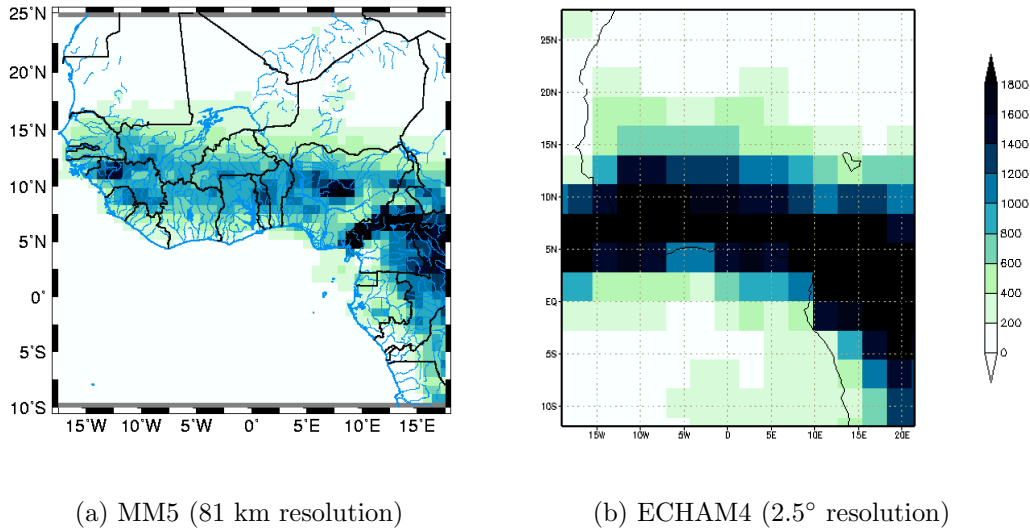 25˚N
20˚N
15˚N
10˚N
5˚N
0˚
5˚S
10˚S
15˚W 10˚W 5˚W 0˚ 5˚E 10˚E 15˚E
25N
20N
15N
10N
5N
EQ
5S
10S
15W 10W 5W 0 5E 10E 15E 20E
1800
1600
1400
1200
1000
800
600
400
200
0
(a) MM5 (81 km resolution)
(b) ECHAM4 (2.5° resolution)